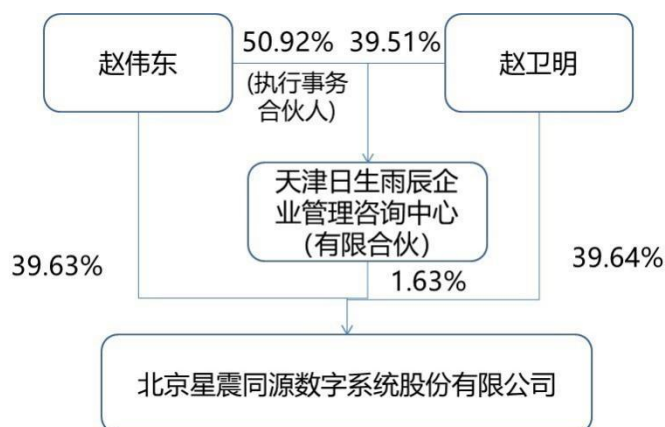 赵伟东
50.92%
39.51%
赵卫明
(执行事务
合伙人)
天津日生雨辰企
业管理咨询中心
（有限合伙）
39.63%
1.63%
39.64%
北京星震同源数字系统股份有限公司